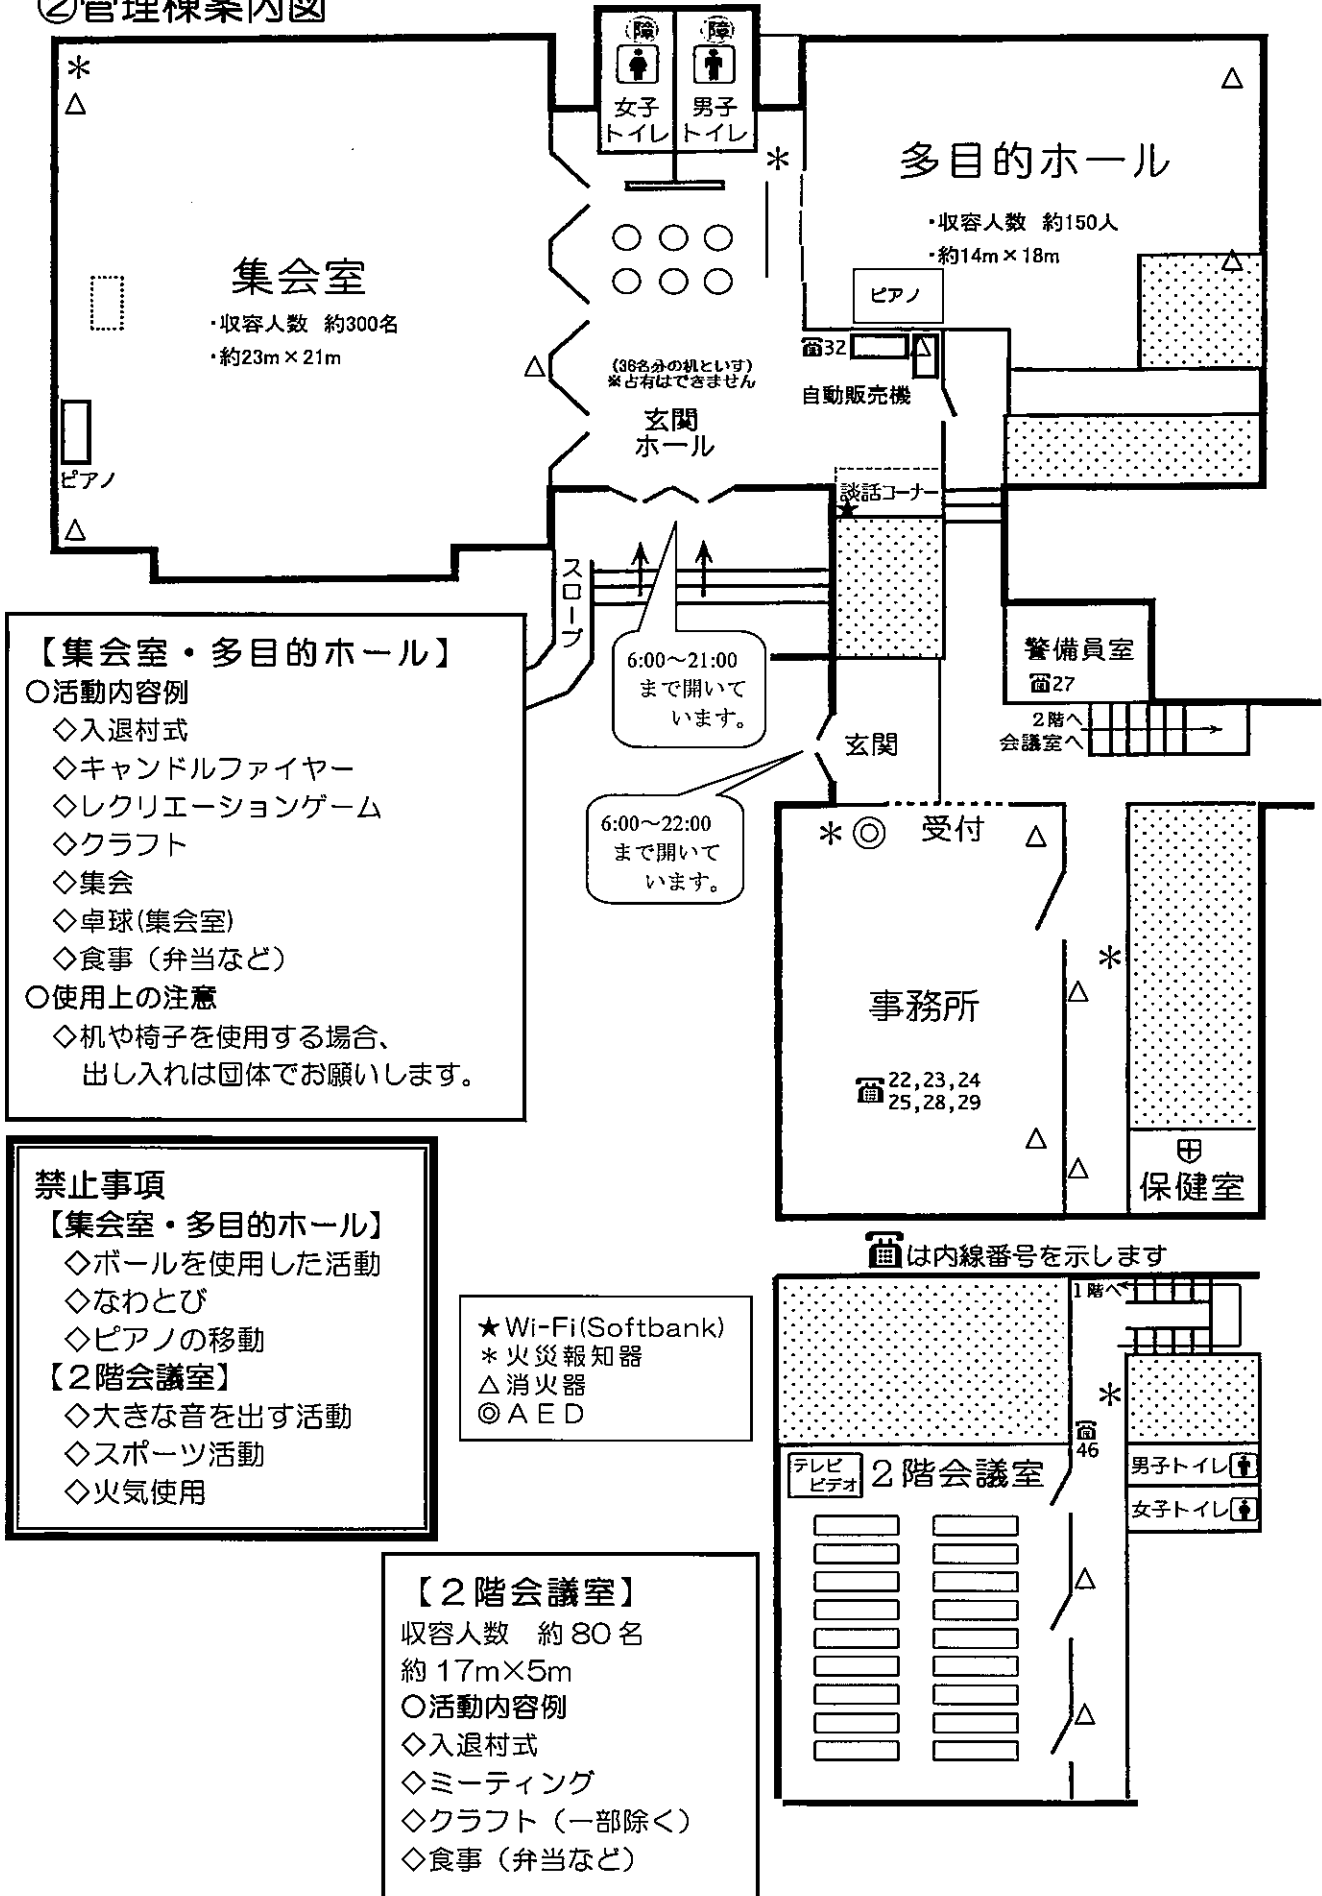 ②管理棟案内図
障
女子
トイレ
障
男子
トイレ
集会室
・収容人数 約300名
・約23m×21m
ピアノ
多目的ホール
・収容人数 約150人
・約14m×18m
ピアノ
☎32
自動販売機
(36名分の机といす)
※占有はできません
玄関
ホール
談話コーナー
★
スロープ
6:00～21:00
まで開いて
います。
警備員室
☎27
2階へ
会議室へ
玄関
6:00～22:00
まで開いて
います。
受付
事務所
☎22,23,24
25,28,29
保健室
☎は内線番号を示します
【集会室・多目的ホール】
○活動内容例
◇入退村式
◇キャンドルファイヤー
◇レクリエーションゲーム
◇クラフト
◇集会
◇卓球(集会室)
◇食事（弁当など）
○使用上の注意
◇机や椅子を使用する場合、
出し入れは団体でお願いします。
禁止事項
【集会室・多目的ホール】
◇ボールを使用した活動
◇なわとび
◇ピアノの移動
【2階会議室】
◇大きな音を出す活動
◇スポーツ活動
◇火気使用
★Wi-Fi(Softbank)
＊火災報知器
△消火器
◎AED
1階へ
☎
46
男子トイレ
女子トイレ
テレビ
ビデオ
2階会議室
【2階会議室】
収容人数 約80名
約17m×5m
○活動内容例
◇入退村式
◇ミーティング
◇クラフト（一部除く）
◇食事（弁当など）